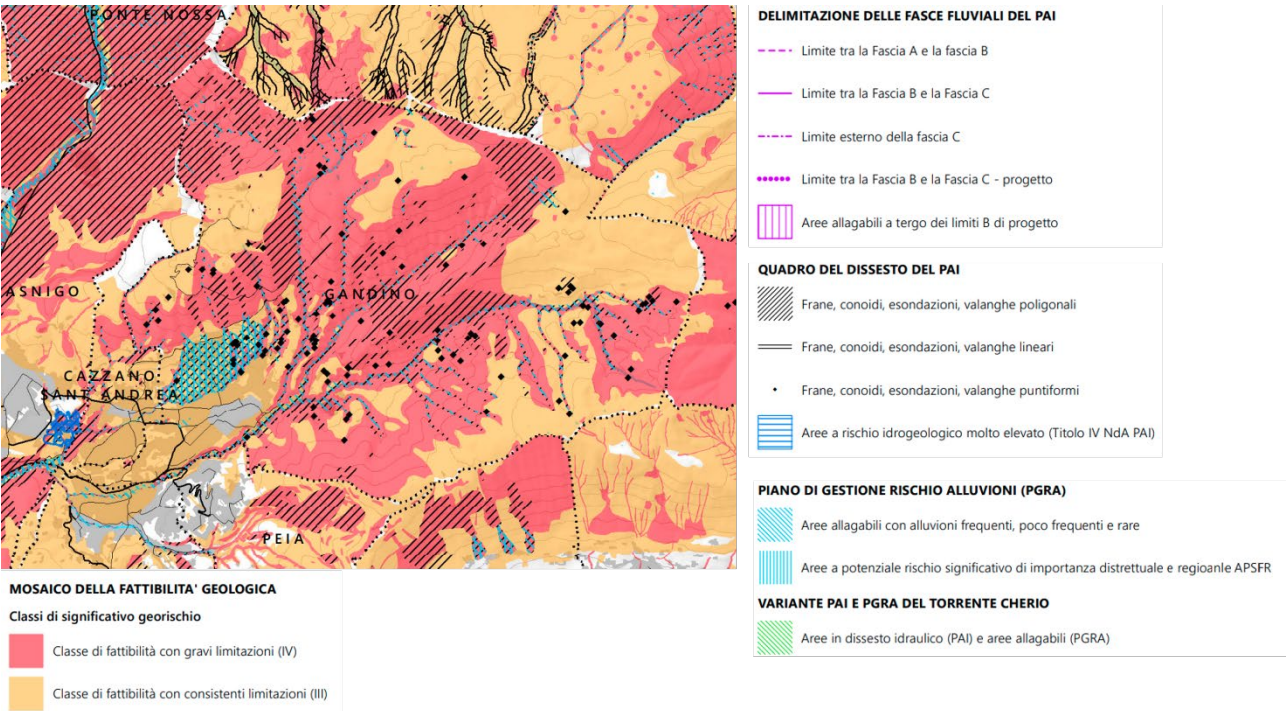 PONTE NOSSA
ASNIGO
GANDINO
CAZZANO
SANT ANDREA
PEIA
MOSAICO DELLA FATTIBILITA' GEOLOGICA
Classi di significativo georischio
Classe di fattibilità con gravi limitazioni (IV)
Classe di fattibilità con consistenti limitazioni (III)
DELIMITAZIONE DELLE FASCE FLUVIALI DEL PAI
Limite tra la Fascia A e la fascia B
Limite tra la Fascia B e la Fascia C
Limite esterno della fascia C
Limite tra la Fascia B e la Fascia C - progetto
Aree allagabili a tergo dei limiti B di progetto
QUADRO DEL DISSESTO DEL PAI
Frane, conoidi, esondazioni, valanghe poligonali
Frane, conoidi, esondazioni, valanghe lineari
Frane, conoidi, esondazioni, valanghe puntiformi
Aree a rischio idrogeologico molto elevato (Titolo IV NdA PAI)
PIANO DI GESTIONE RISCHIO ALLUVIONI (PGRA)
Aree allagabili con alluvioni frequenti, poco frequenti e rare
Aree a potenziale rischio significativo di importanza distrettuale e regioanle APSFR
VARIANTE PAI E PGRA DEL TORRENTE CHERIO
Aree in dissesto idraulico (PAI) e aree allagabili (PGRA)